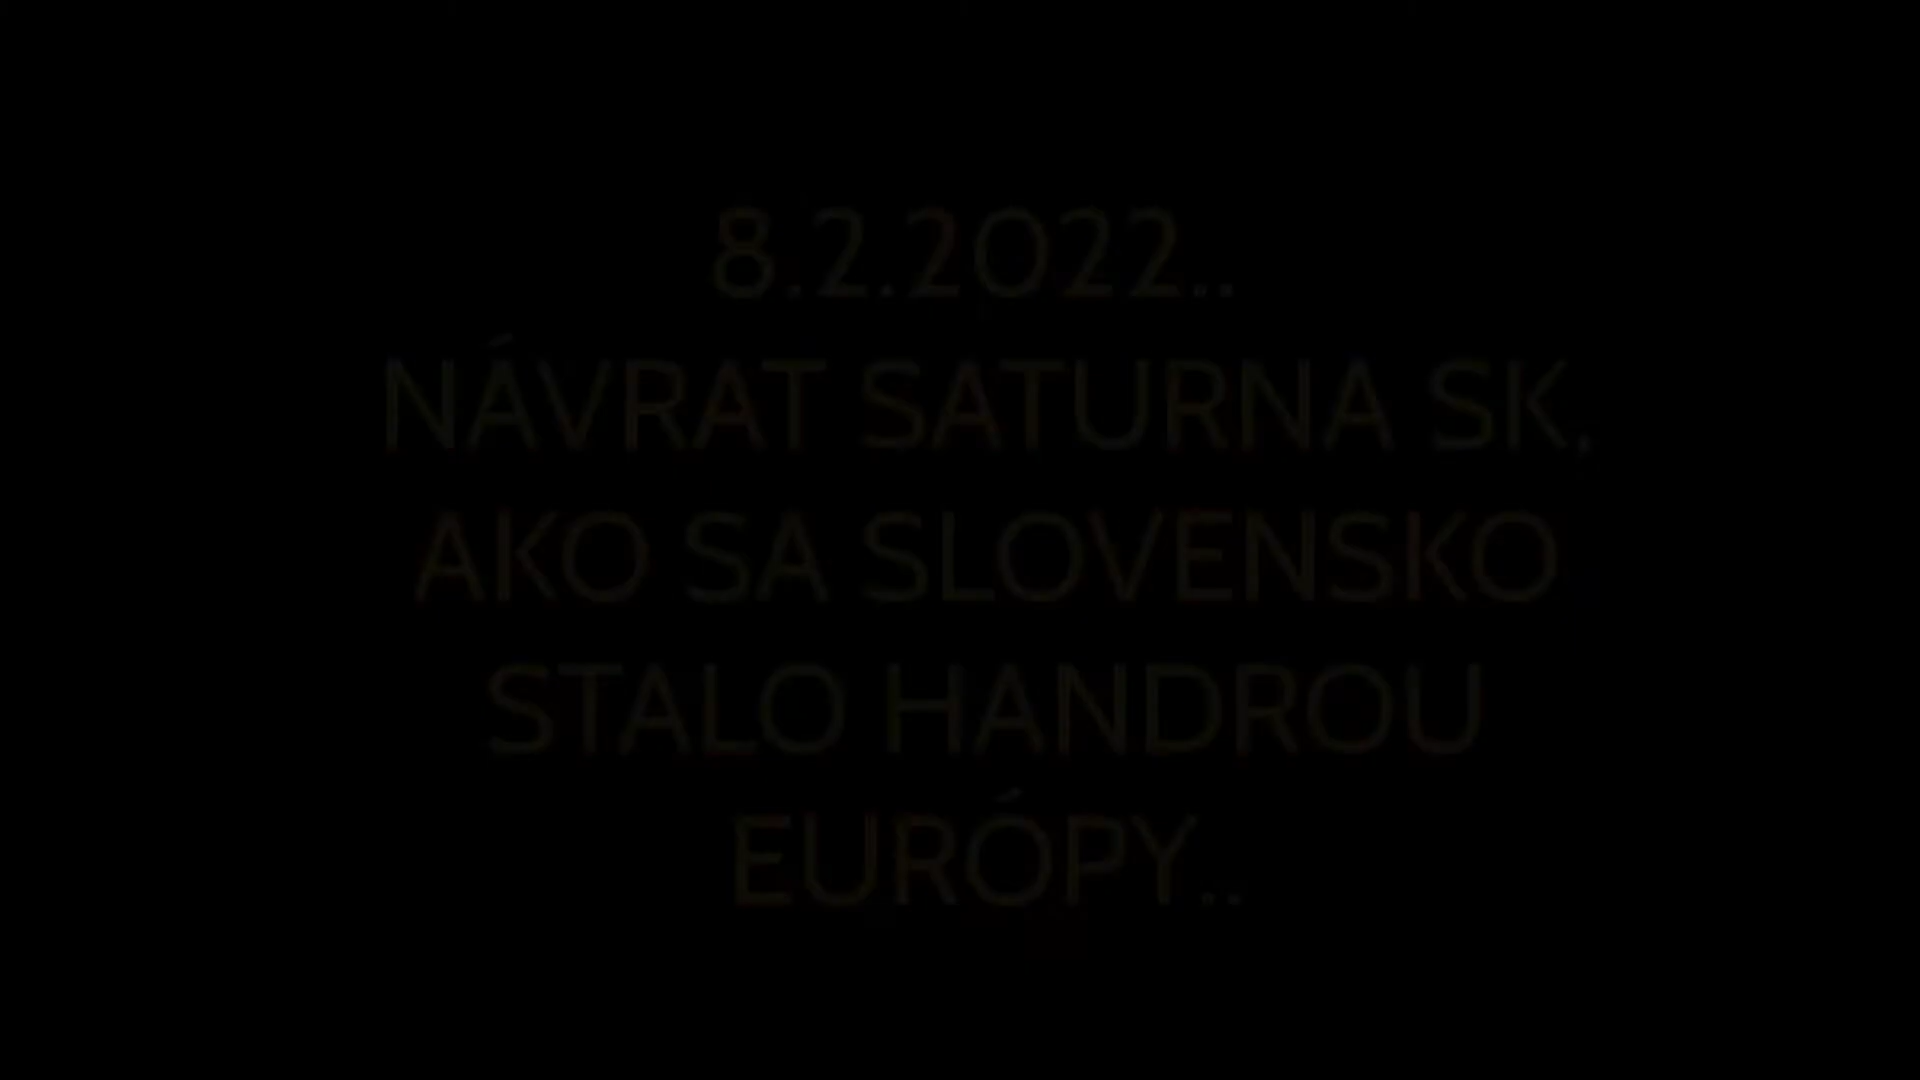 8.2.2022..
NÁVRAT SATURNA SK,
AKO SA SLOVENSKO
STALO HANDROU
EURÓPY..